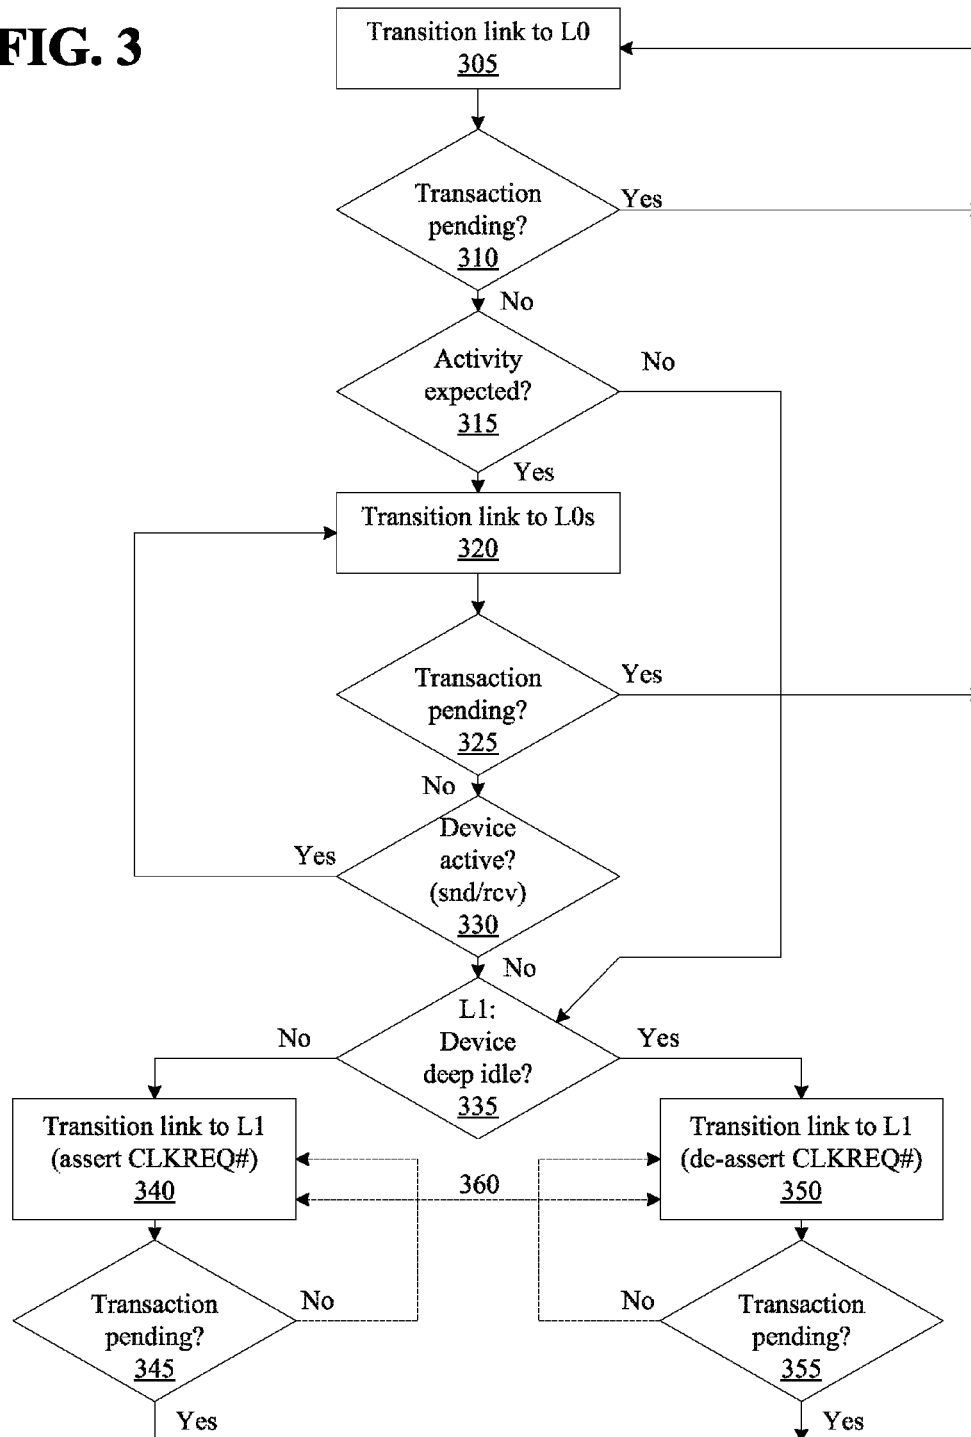 FIG. 3
Transition link to L0
305
Transaction
pending?
310
Yes
No
Activity
expected?
315
No
Yes
Transition link to L0s
320
Transaction
pending?
325
Yes
No
Device
active?
(snd/rcv)
330
Yes
No
L1:
Device
deep idle?
335
No
Yes
Transition link to L1
(assert CLKREQ#)
340
360
Transition link to L1
(de-assert CLKREQ#)
350
Transaction
pending?
345
No
Yes
No
Transaction
pending?
355
Yes